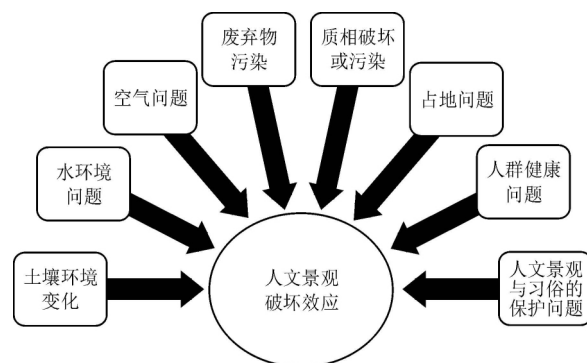 废弃物
污染
质相破坏
或污染
空气问题
占地问题
水环境
问题
人群健康
问题
土壤环境
变化
人文景观
破坏效应
人文景观
与习俗的
保护问题